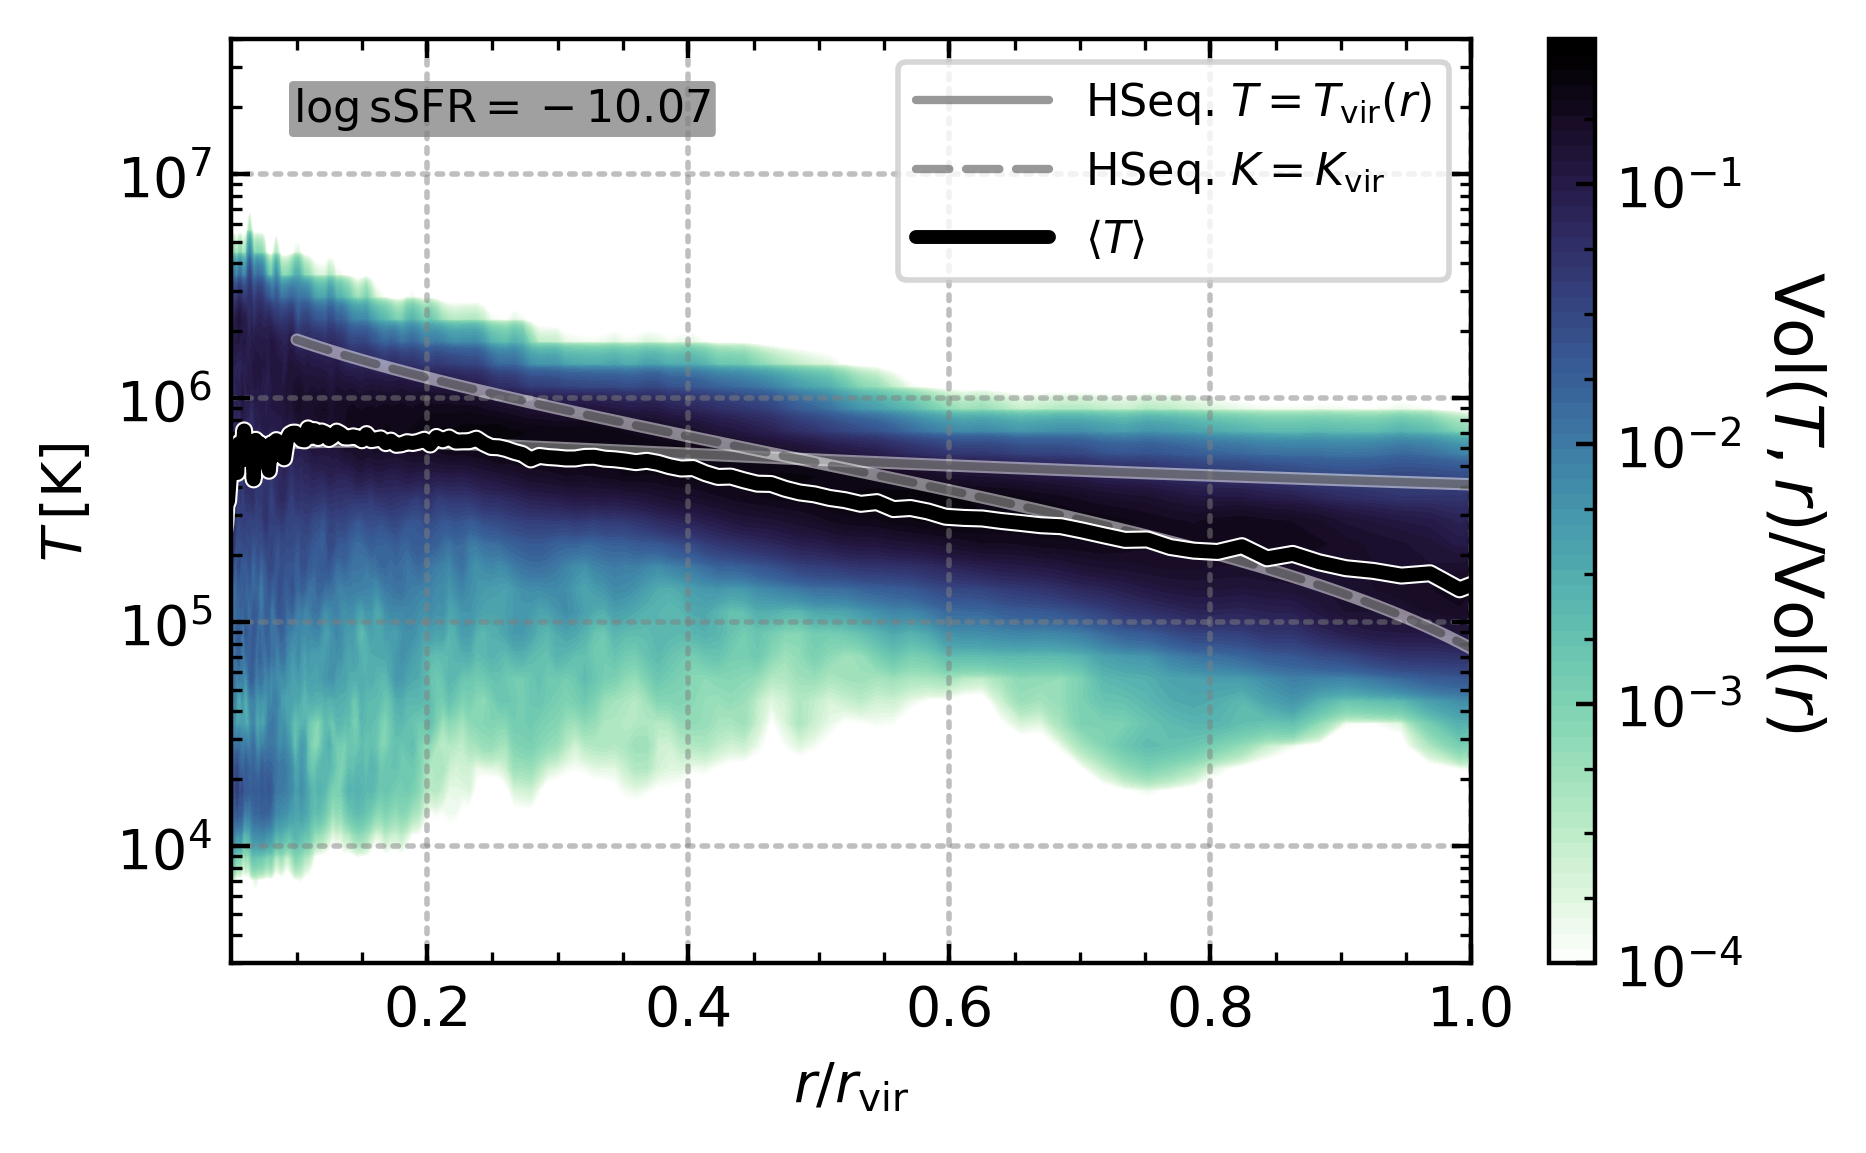 log sSFR = −10.07
HSeq. T = T_vir(r)
HSeq. K = K_vir
⟨T⟩
10^7
10^6
10^5
10^4
T [K]
0.2 0.4 0.6 0.8 1.0
r/r_vir
10^−1
10^−2
10^−3
10^−4
Vol(T, r)/Vol(r)